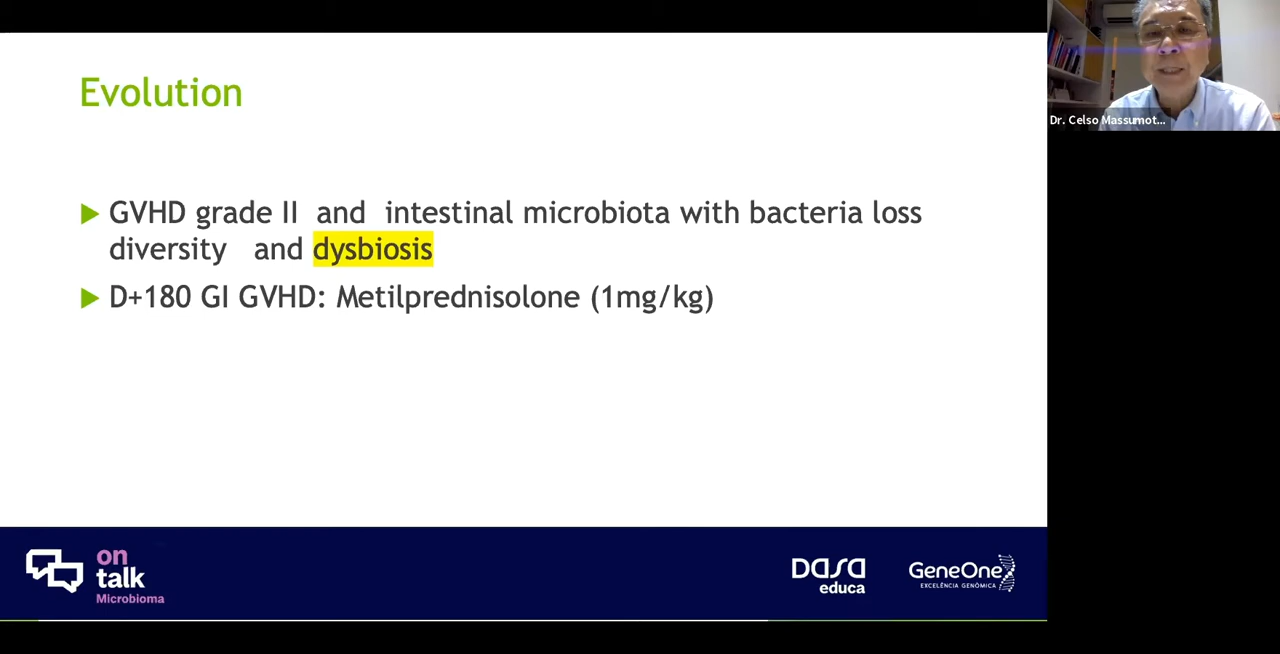 Evolution
GVHD grade II and intestinal microbiota with bacteria loss
diversity and dysbiosis
D+180 GI GVHD: Metilprednisolone (1mg/kg)
Dr. Celso Massumot...
on
talk
Microbioma
Dasa
educa
GeneOne
EXCELÊNCIA GENÔMICA